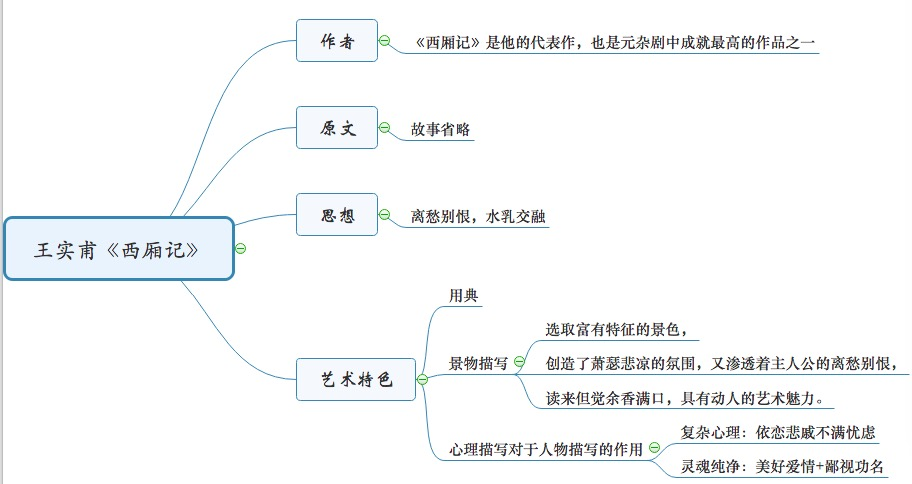 王实甫《西厢记》
作者
《西厢记》是他的代表作，也是元杂剧中成就最高的作品之一
原文
故事省略
思想
离愁别恨，水乳交融
艺术特色
用典
景物描写
选取富有特征的景色，
创造了萧瑟悲凉的氛围，又渗透着主人公的离愁别恨，
读来但觉余香满口，具有动人的艺术魅力。
心理描写对于人物描写的作用
复杂心理：依恋悲戚不满忧虑
灵魂纯净：美好爱情+鄙视功名